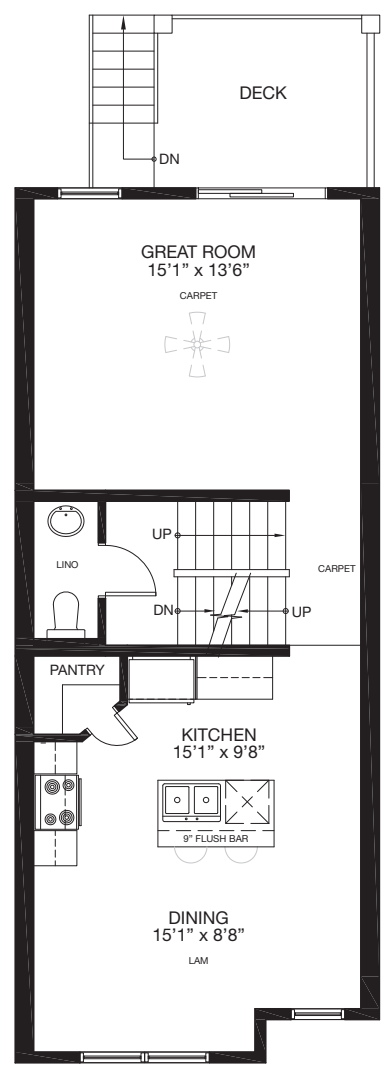 DECK
DN
GREAT ROOM
15'1" x 13'6"
CARPET
UP
LINO
CARPET
DN
UP
PANTRY
KITCHEN
15'1" x 9'8"
9" FLUSH BAR
DINING
15'1" x 8'8"
LAM